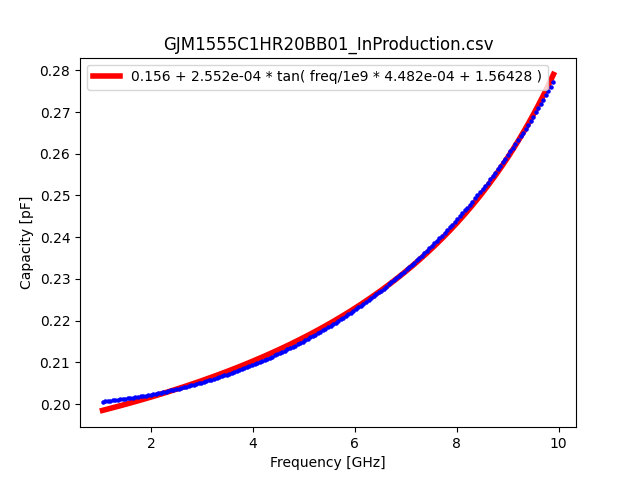 GJM1555C1HR20BB01_InProduction.csv
0.156 + 2.552e-04 * tan( freq/1e9 * 4.482e-04 + 1.56428 )
0.28
0.27
0.26
0.25
0.24
0.23
0.22
0.21
0.20
Capacity [pF]
2 4 6 8 10
Frequency [GHz]